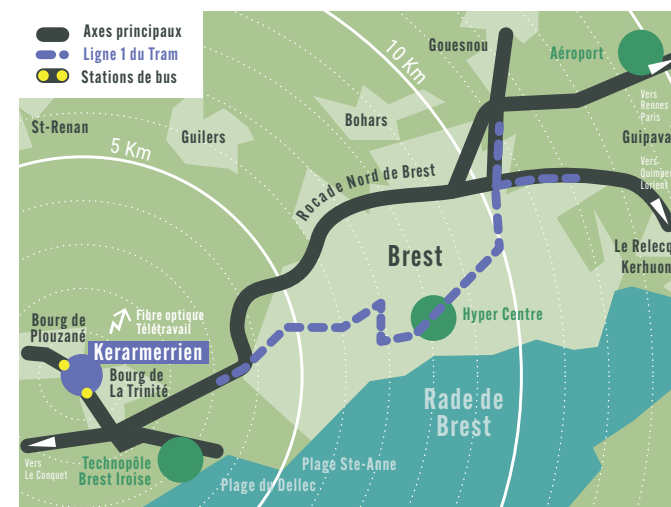 Axes principaux
Ligne 1 du Tram
Stations de bus
10 Km
Gouesnou
Aéroport
Vers
Rennes
Paris
St-Renan
Guilers
Bohars
5 Km
Guipava
Vers
Quimper
Lorient
Rocade Nord de Brest
Brest
Le Relecq
Kerhuon
Fibre optique
Télétravail
Bourg de
Plouzané
Hyper Centre
Kerarmerrien
Bourg de
La Trinité
Rade de
Brest
Technopôle
Brest Iroise
Vers
Le Conquet
Plage Ste-Anne
Plage du Dellec